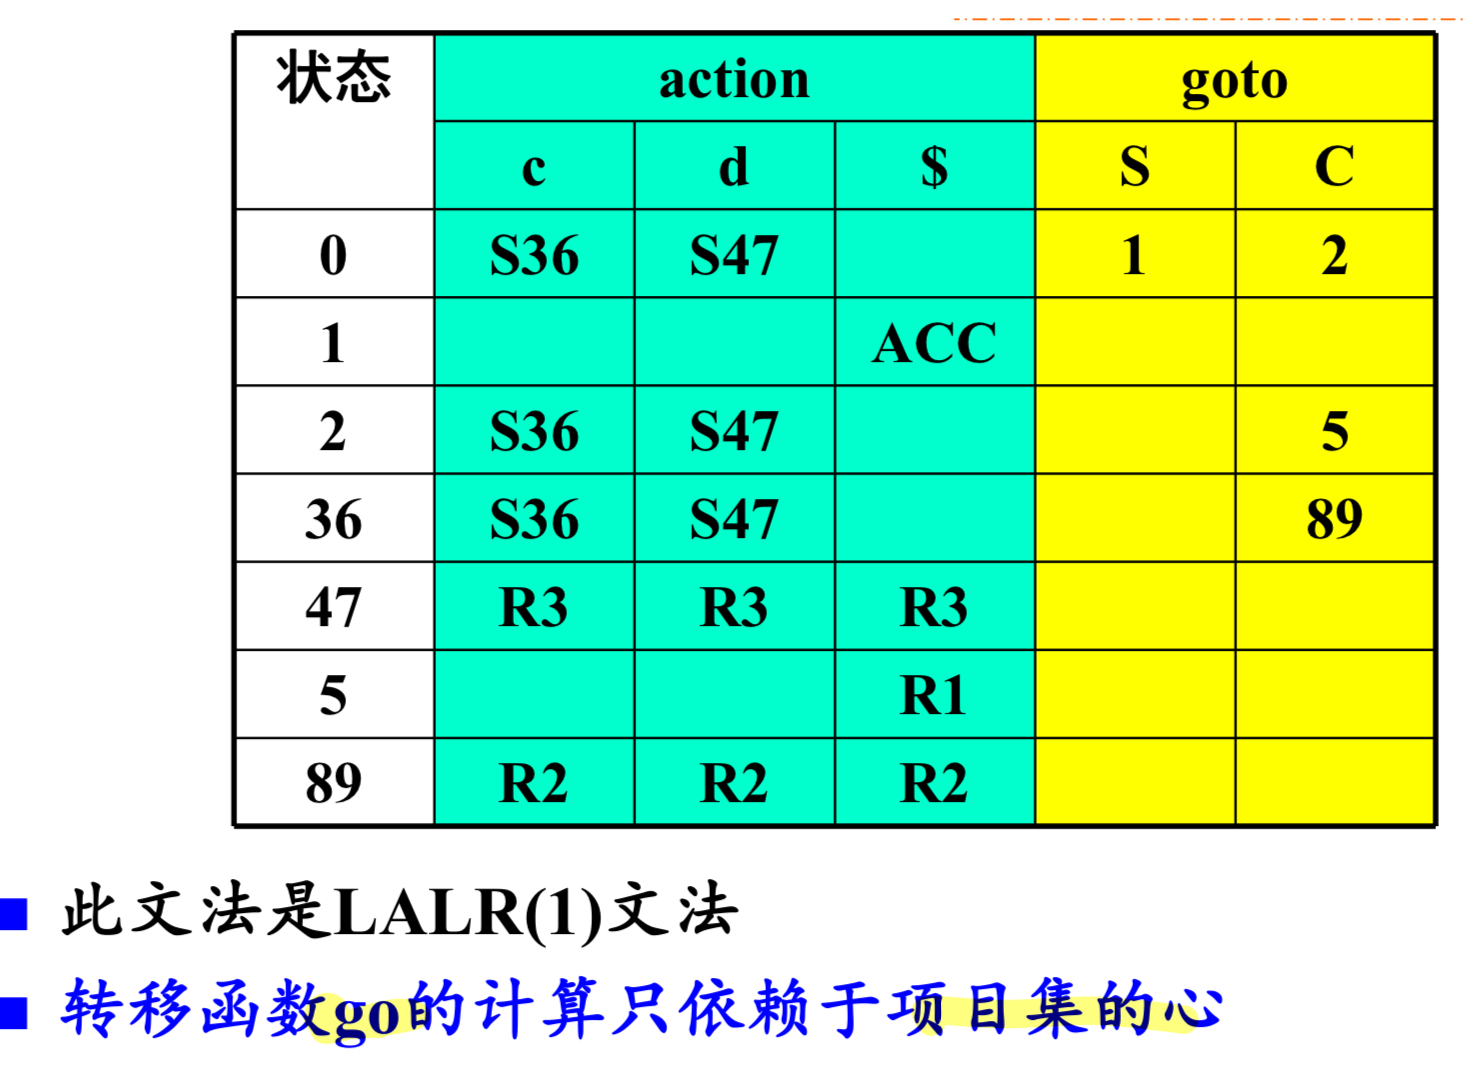 状态 action goto
c d $ S C
0 S36 S47 1 2
1 ACC
2 S36 S47 5
36 S36 S47 89
47 R3 R3 R3
5 R1
89 R2 R2 R2
此文法是LALR(1)文法
转移函数go的计算只依赖于项目集的心